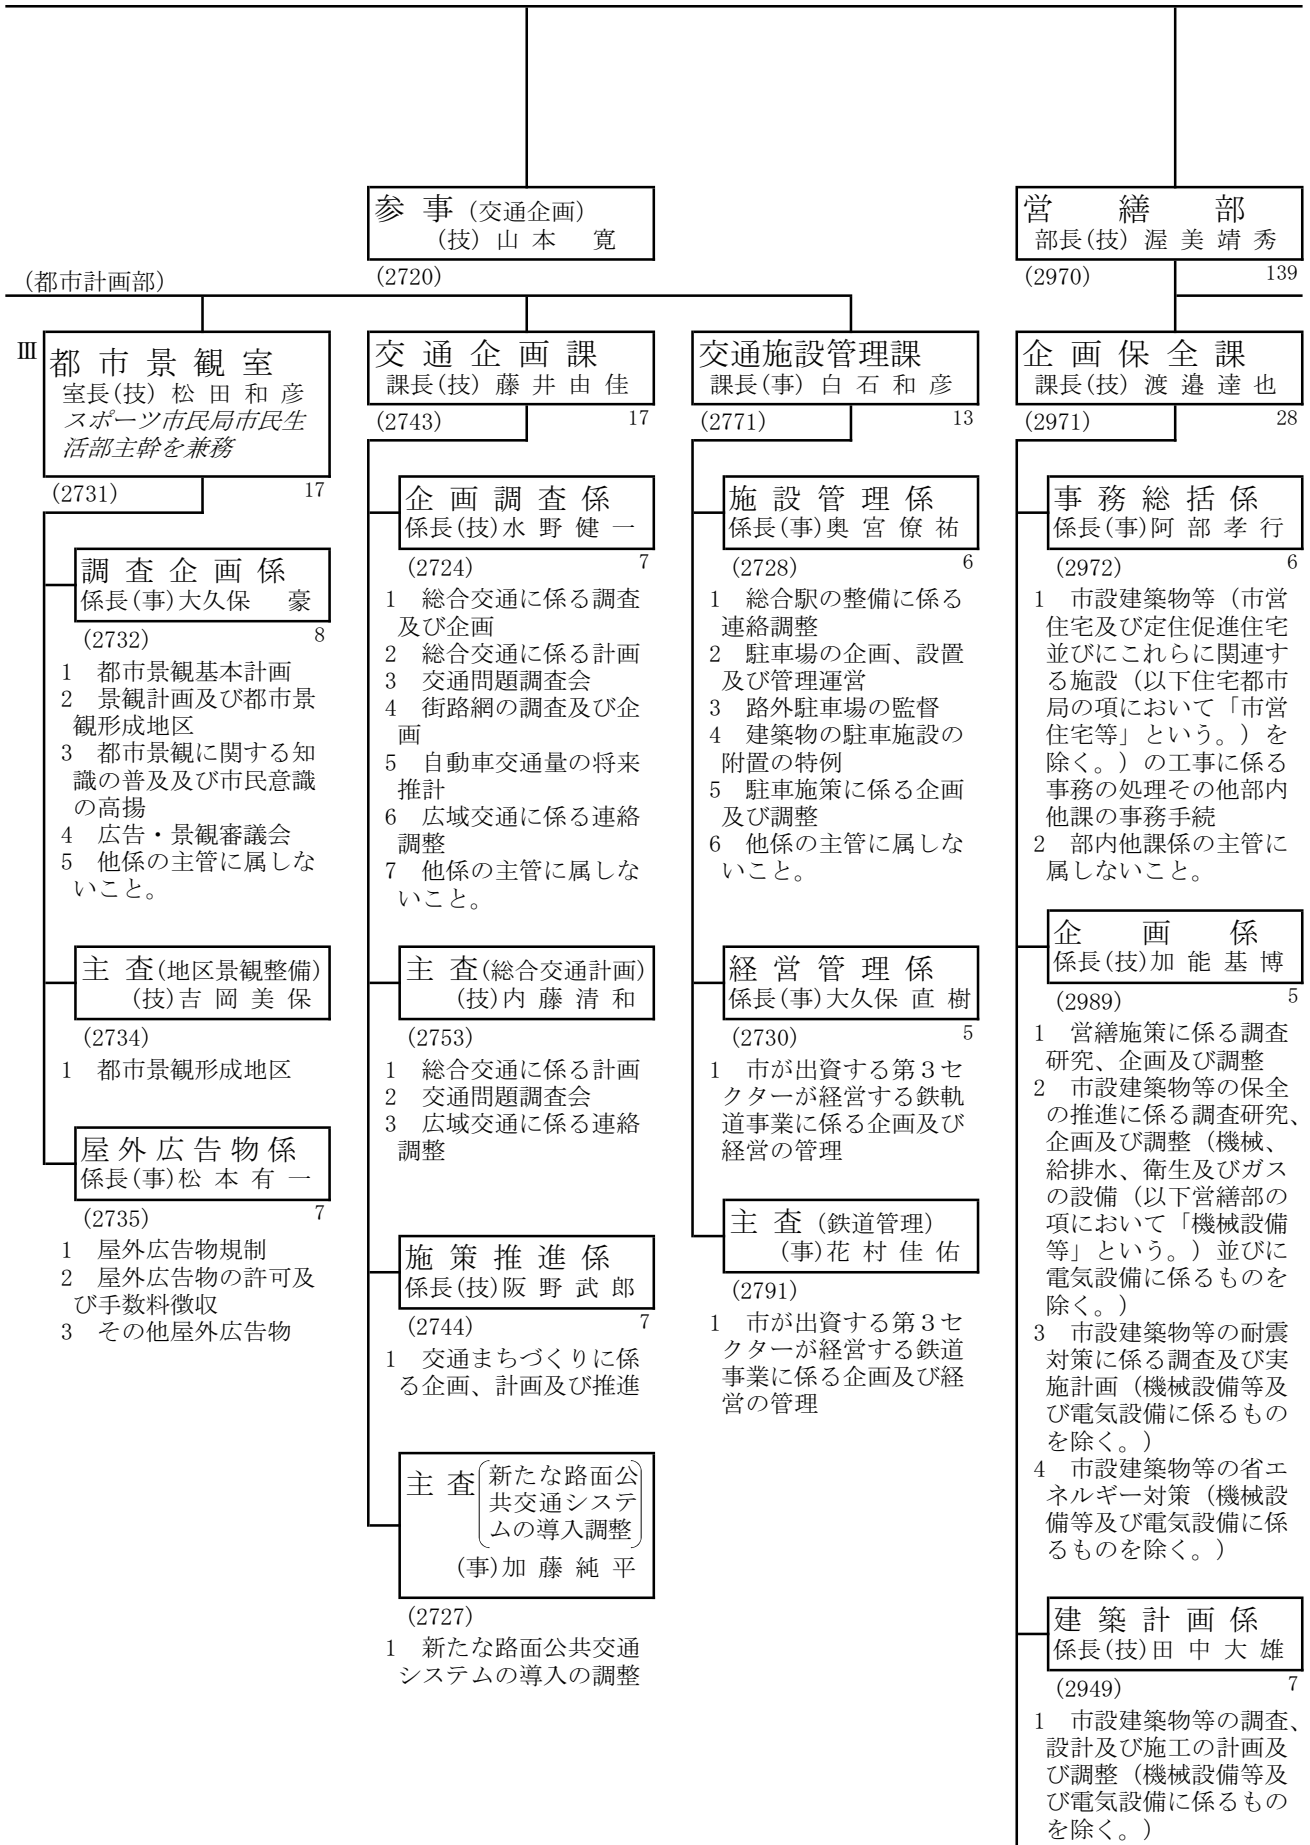 参 事 (交通企画)
(技) 山 本 寛
(2720)
営 繕 部
部長(技) 渥 美 靖 秀
(2970) 139
(都市計画部)
Ⅲ
都 市 景 観 室
室長(技) 松 田 和 彦
スポーツ市民局市民生
活部主幹を兼務
(2731) 17
調 査 企 画 係
係長(事)大久保 豪
(2732) 8
1 都市景観基本計画
2 景観計画及び都市景
観形成地区
3 都市景観に関する知
識の普及及び市民意識
の高揚
4 広告・景観審議会
5 他係の主管に属しな
いこと。
主 査(地区景観整備)
(技)吉 岡 美 保
(2734)
1 都市景観形成地区
屋 外 広 告 物 係
係長(事)松 本 有 一
(2735) 7
1 屋外広告物規制
2 屋外広告物の許可及
び手数料徴収
3 その他屋外広告物
交 通 企 画 課
課長(技) 藤 井 由 佳
(2743) 17
企 画 調 査 係
係長(技)水 野 健 一
(2724) 7
1 総合交通に係る調査
及び企画
2 総合交通に係る計画
3 交通問題調査会
4 街路網の調査及び企
画
5 自動車交通量の将来
推計
6 広域交通に係る連絡
調整
7 他係の主管に属しな
いこと。
主 査(総合交通計画)
(技)内 藤 清 和
(2753)
1 総合交通に係る計画
2 交通問題調査会
3 広域交通に係る連絡
調整
施 策 推 進 係
係長(技)阪 野 武 郎
(2744) 7
1 交通まちづくりに係
る企画、計画及び推進
主 査(新たな路面公
共交通システ
ムの導入調整)
(事)加 藤 純 平
(2727)
1 新たな路面公共交通
システムの導入の調整
交通施設管理課
課長(事) 白 石 和 彦
(2771) 13
施 設 管 理 係
係長(事)奥 宮 僚 祐
(2728) 6
1 総合駅の整備に係る
連絡調整
2 駐車場の企画、設置
及び管理運営
3 路外駐車場の監督
4 建築物の駐車施設の
附置の特例
5 駐車施策に係る企画
及び調整
6 他係の主管に属しな
いこと。
経 営 管 理 係
係長(事)大久保 直 樹
(2730) 5
1 市が出資する第３セ
クターが経営する鉄軌
道事業に係る企画及び
経営の管理
主 査 (鉄道管理)
(事)花 村 佳 佑
(2791)
1 市が出資する第３セ
クターが経営する鉄道
事業に係る企画及び経
営の管理
企 画 保 全 課
課長(技) 渡 邉 達 也
(2971) 28
事 務 総 括 係
係長(事)阿 部 孝 行
(2972) 6
1 市設建築物等（市営
住宅及び定住促進住宅
並びにこれらに関連す
る施設（以下住宅都市
局の項において「市営
住宅等」という。）を
除く。）の工事に係る
事務の処理その他部内
他課の事務手続
2 部内他課係の主管に
属しないこと。
企 画 係
係長(技)加 能 基 博
(2989) 5
1 営繕施策に係る調査
研究、企画及び調整
2 市設建築物等の保全
の推進に係る調査研究、
企画及び調整（機械、
給排水、衛生及びガス
の設備（以下営繕部の
項において「機械設備
等」という。）並びに
電気設備に係るものを
除く。）
3 市設建築物等の耐震
対策に係る調査及び実
施計画（機械設備等及
び電気設備に係るもの
を除く。）
4 市設建築物等の省エ
ネルギー対策（機械設
備等及び電気設備に係
るものを除く。）
建 築 計 画 係
係長(技)田 中 大 雄
(2949) 7
1 市設建築物等の調査、
設計及び施工の計画及
び調整（機械設備等及
び電気設備に係るもの
を除く。）